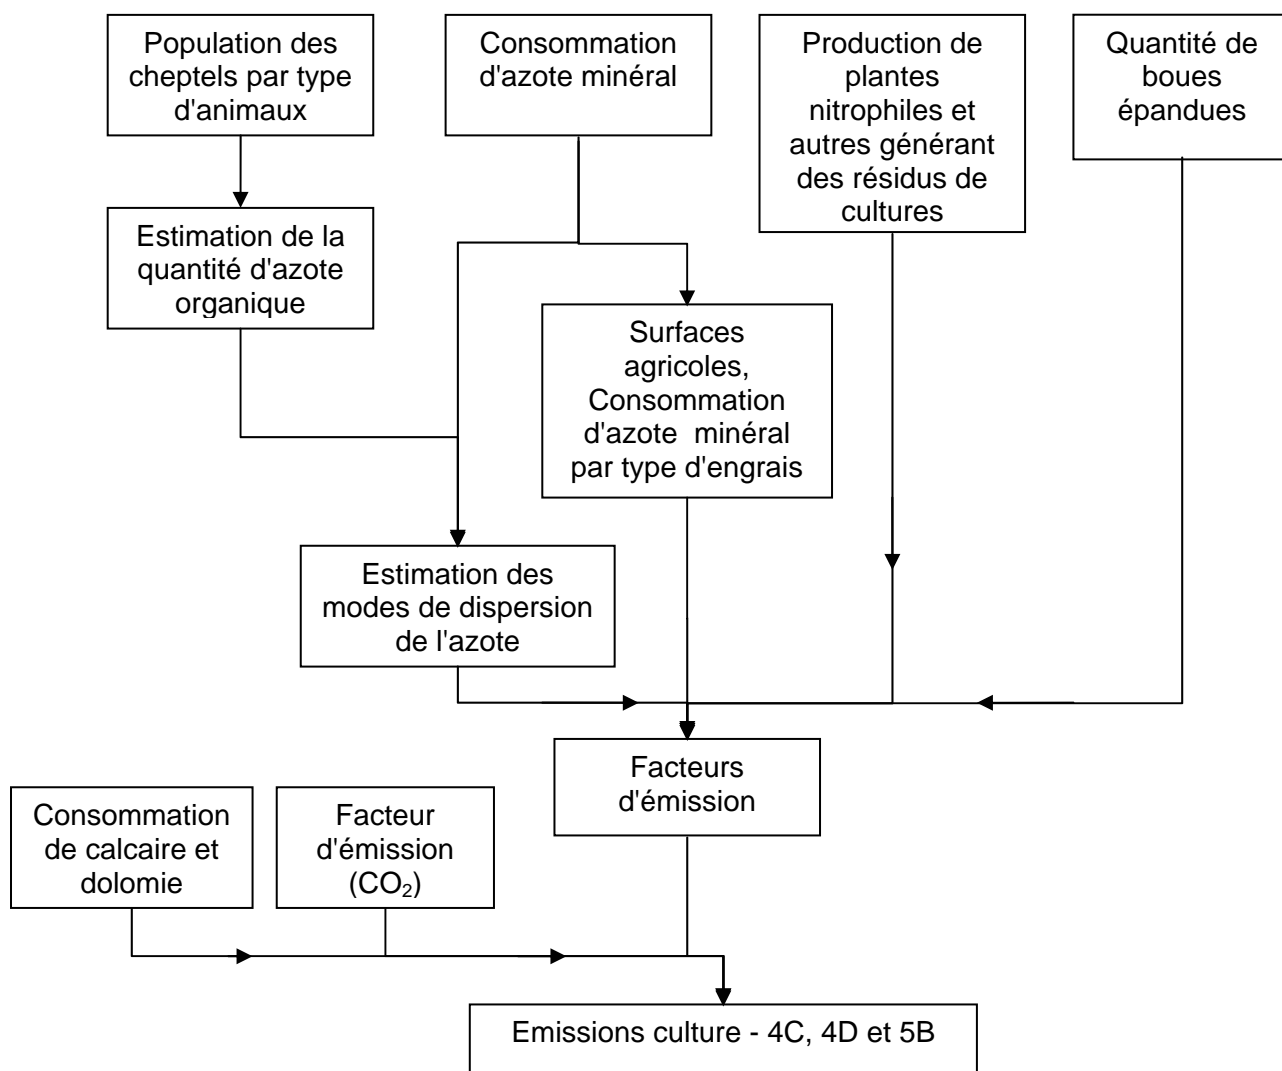 Population des
cheptels par type
d'animaux
Consommation
d'azote minéral
Production de
plantes
nitrophiles et
autres générant
des résidus de
cultures
Quantité de
boues
épandues
Estimation de la
quantité d'azote
organique
Surfaces
agricoles,
Consommation
d'azote  minéral
par type d'engrais
Estimation des
modes de dispersion
de l'azote
Facteurs
d'émission
Consommation
de calcaire et
dolomie
Facteur
d'émission
(CO₂)
Emissions culture - 4C, 4D et 5B